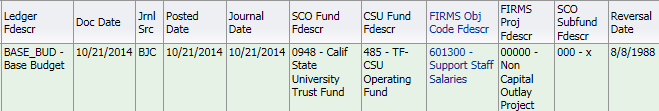 Ledger Fdescr
Doc Date
Jrnl Src
Posted Date
Journal Date
SCO Fund Fdescr
CSU Fund Fdescr
FIRMS Obj Code Fdescr
FIRMS Proj Fdescr
SCO Subfund Fdescr
Reversal Date
BASE_BUD - Base Budget
10/21/2014
BJC
10/21/2014
10/21/2014
0948 - Calif State University Trust Fund
485 - TF-CSU Operating Fund
601300 - Support Staff Salaries
00000 - Non Capital Outlay Project
000 - x
8/8/1988